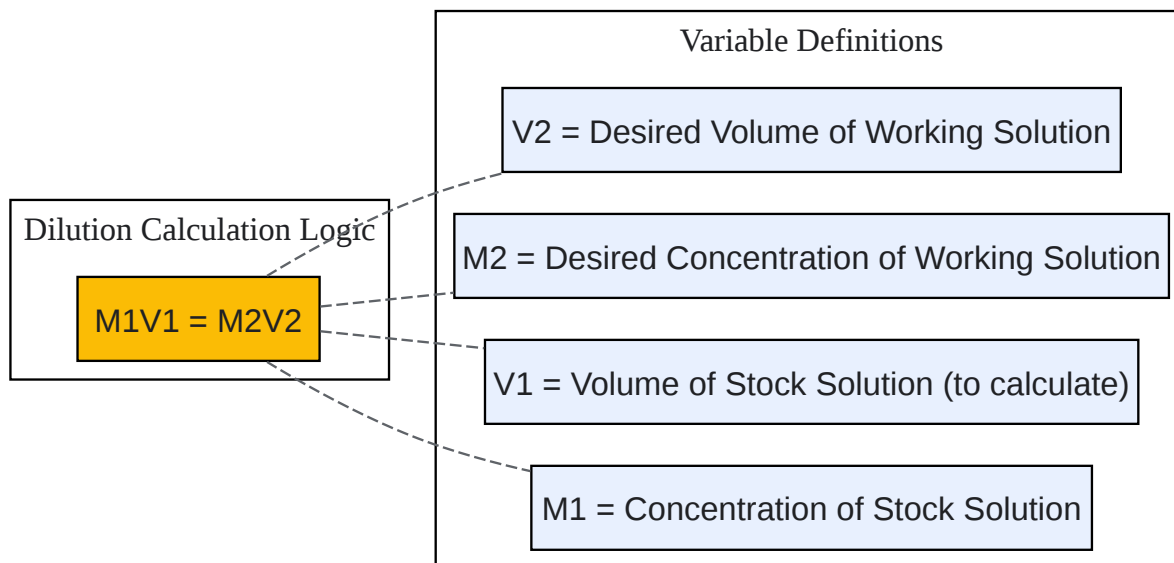 Variable Definitions
V2 = Desired Volume of Working Solution
Dilution Calculation Logic
M2 = Desired Concentration of Working Solution
M1V1 = M2V2
V1 = Volume of Stock Solution (to calculate)
M1 = Concentration of Stock Solution